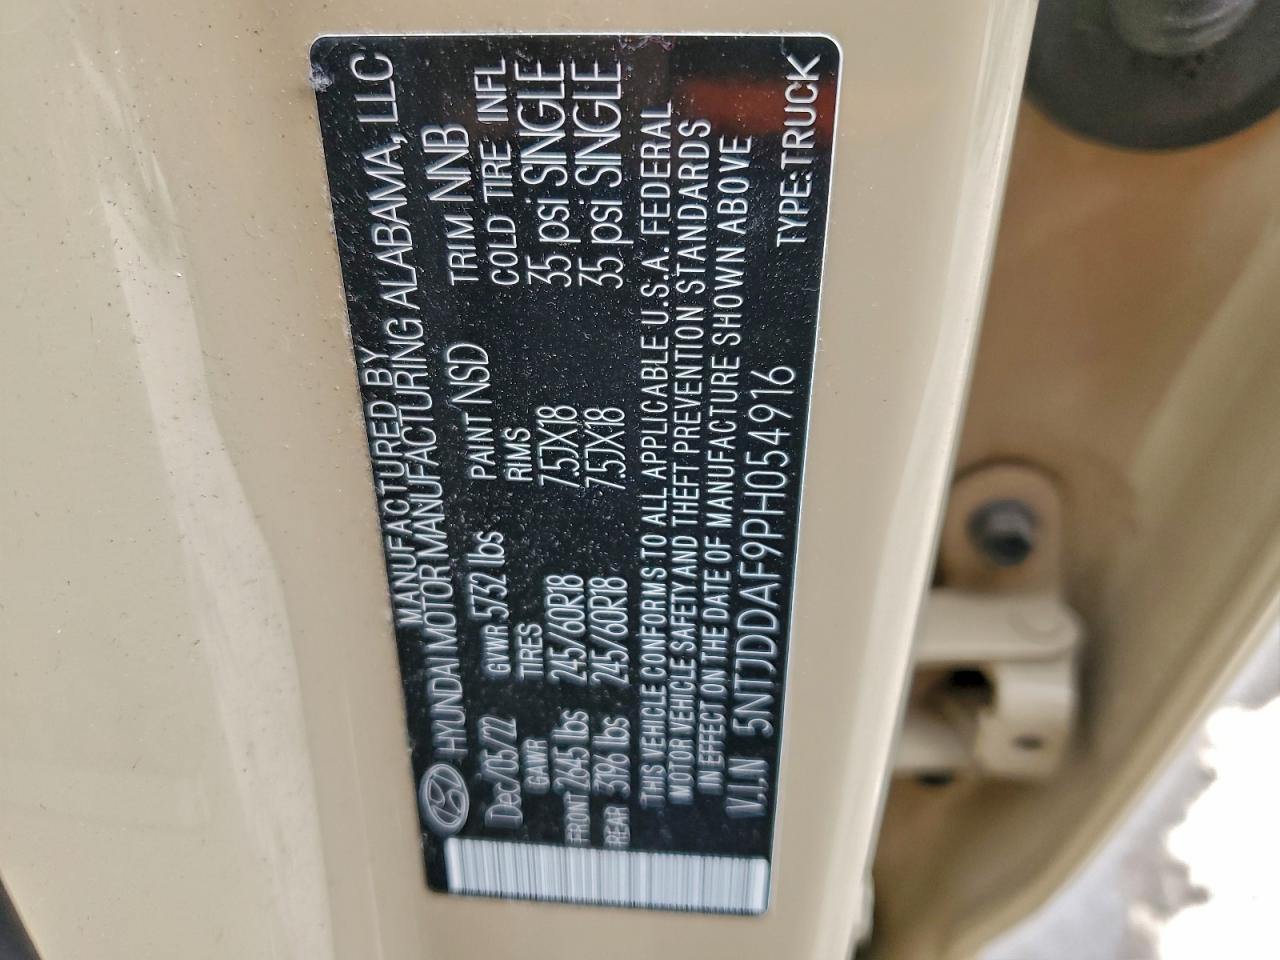 MANUFACTURED BY
HYUNDAI MOTOR MANUFACTURING ALABAMA, LLC
Dec/05/22 GVWR 5732 lbs PAINT NSD TRIM NNB
GAWR TIRES RIMS COLD TIRE INFL
FRONT 2645 lbs 245/60R18 7.5JX18 35 psi SINGLE
REAR 3196 lbs 245/60R18 7.5JX18 35 psi SINGLE
THIS VEHICLE CONFORMS TO ALL APPLICABLE U.S.A. FEDERAL
MOTOR VEHICLE SAFETY AND THEFT PREVENTION STANDARDS
IN EFFECT ON THE DATE OF MANUFACTURE SHOWN ABOVE
V.I.N 5NTJDDAF9PH054916 TYPE:TRUCK